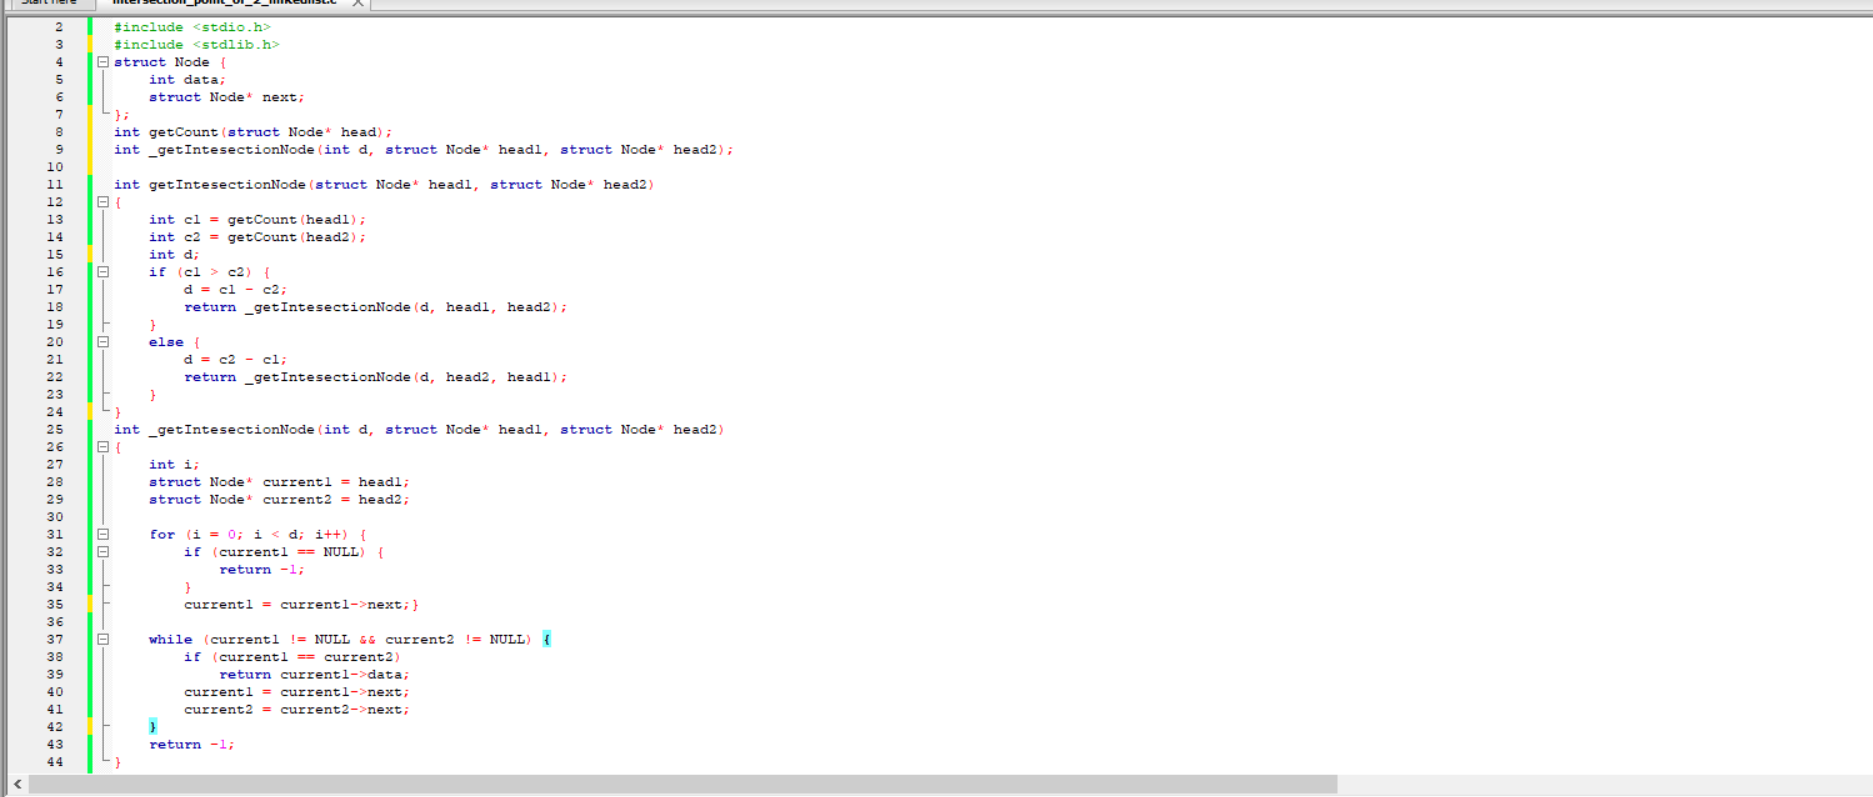 Start here intersection_point_of_2_linkedlist.c X
2 #include <stdio.h>
3 #include <stdlib.h>
4 struct Node {
5 int data;
6 struct Node* next;
7 };
8 int getCount(struct Node* head);
9 int _getIntesectionNode(int d, struct Node* head1, struct Node* head2);
10
11 int getIntesectionNode(struct Node* head1, struct Node* head2)
12 {
13 int c1 = getCount(head1);
14 int c2 = getCount(head2);
15 int d;
16 if (c1 > c2) {
17 d = c1 - c2;
18 return _getIntesectionNode(d, head1, head2);
19 }
20 else {
21 d = c2 - c1;
22 return _getIntesectionNode(d, head2, head1);
23 }
24 }
25 int _getIntesectionNode(int d, struct Node* head1, struct Node* head2)
26 {
27 int i;
28 struct Node* current1 = head1;
29 struct Node* current2 = head2;
30
31 for (i = 0; i < d; i++) {
32 if (current1 == NULL) {
33 return -1;
34 }
35 current1 = current1->next;}
36
37 while (current1 != NULL && current2 != NULL) {
38 if (current1 == current2)
39 return current1->data;
40 current1 = current1->next;
41 current2 = current2->next;
42 }
43 return -1;
44 }